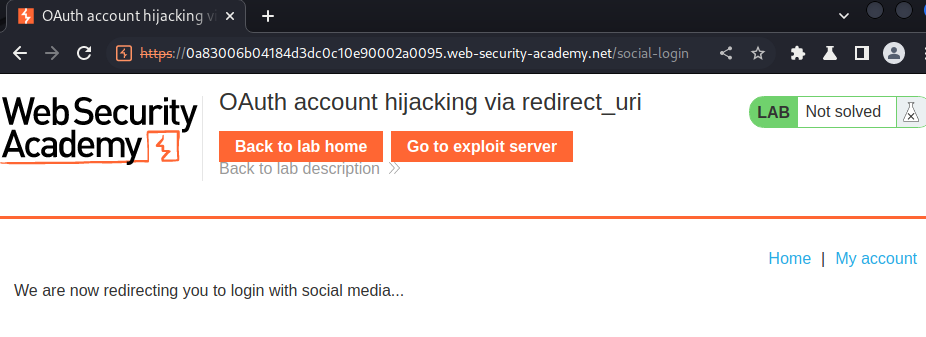 OAuth account hijacking vi
https://0a83006b04184d3dc0c10e90002a0095.web-security-academy.net/social-login
Web Security
Academy
OAuth account hijacking via redirect_uri
Back to lab home
Go to exploit server
Back to lab description
LAB
Not solved
Home | My account
We are now redirecting you to login with social media...